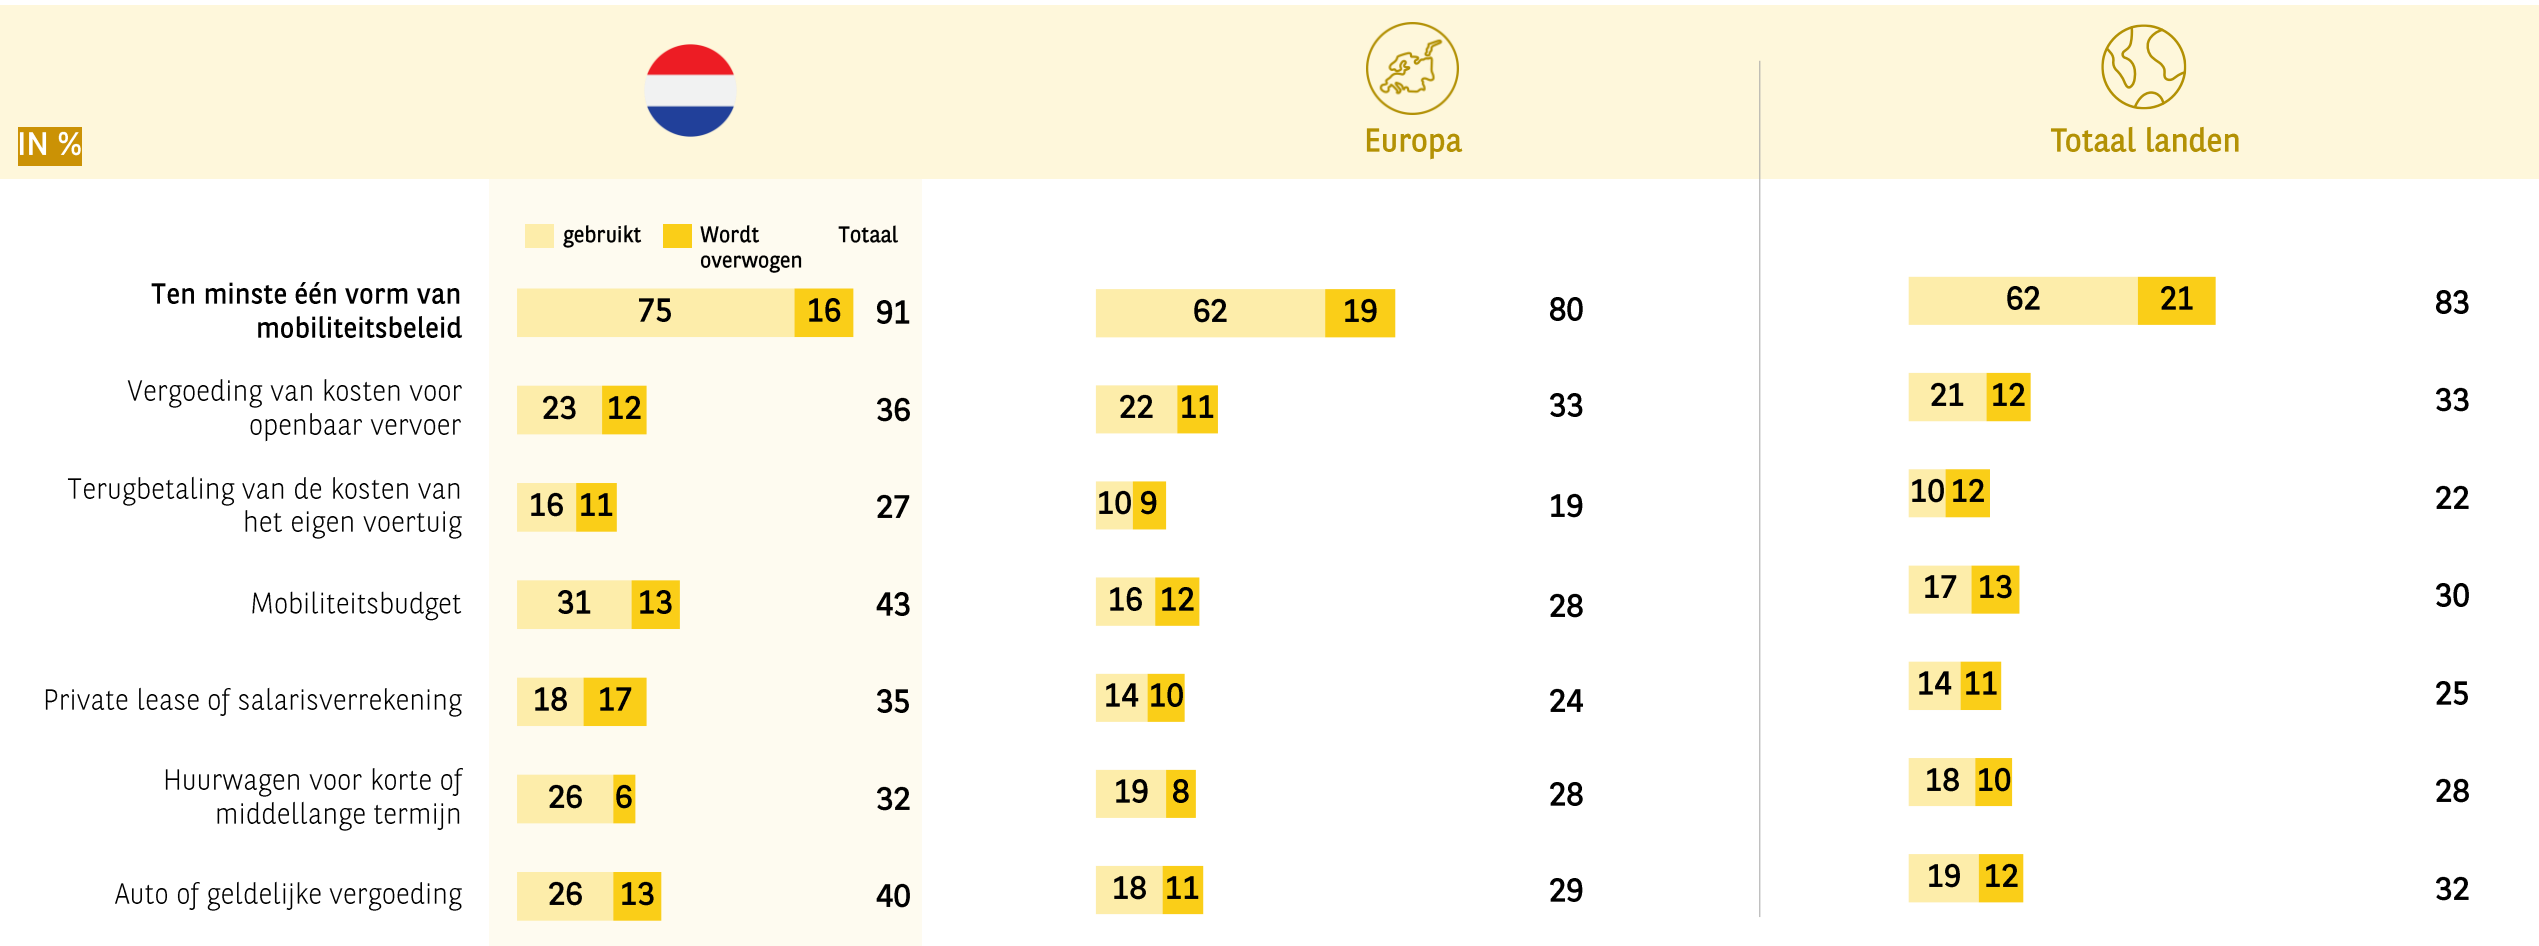 IN %
Europa
Totaal landen
gebruikt
Wordt
overwogen
Totaal
Ten minste één vorm van
mobiliteitsbeleid
75 16 91
62 19 80
62 21 83
Vergoeding van kosten voor
openbaar vervoer
23 12 36
22 11 33
21 12 33
Terugbetaling van de kosten van
het eigen voertuig
16 11 27
10 9 19
10 12 22
Mobiliteitsbudget
31 13 43
16 12 28
17 13 30
Private lease of salarisverrekening
18 17 35
14 10 24
14 11 25
Huurwagen voor korte of
middellange termijn
26 6 32
19 8 28
18 10 28
Auto of geldelijke vergoeding
26 13 40
18 11 29
19 12 32